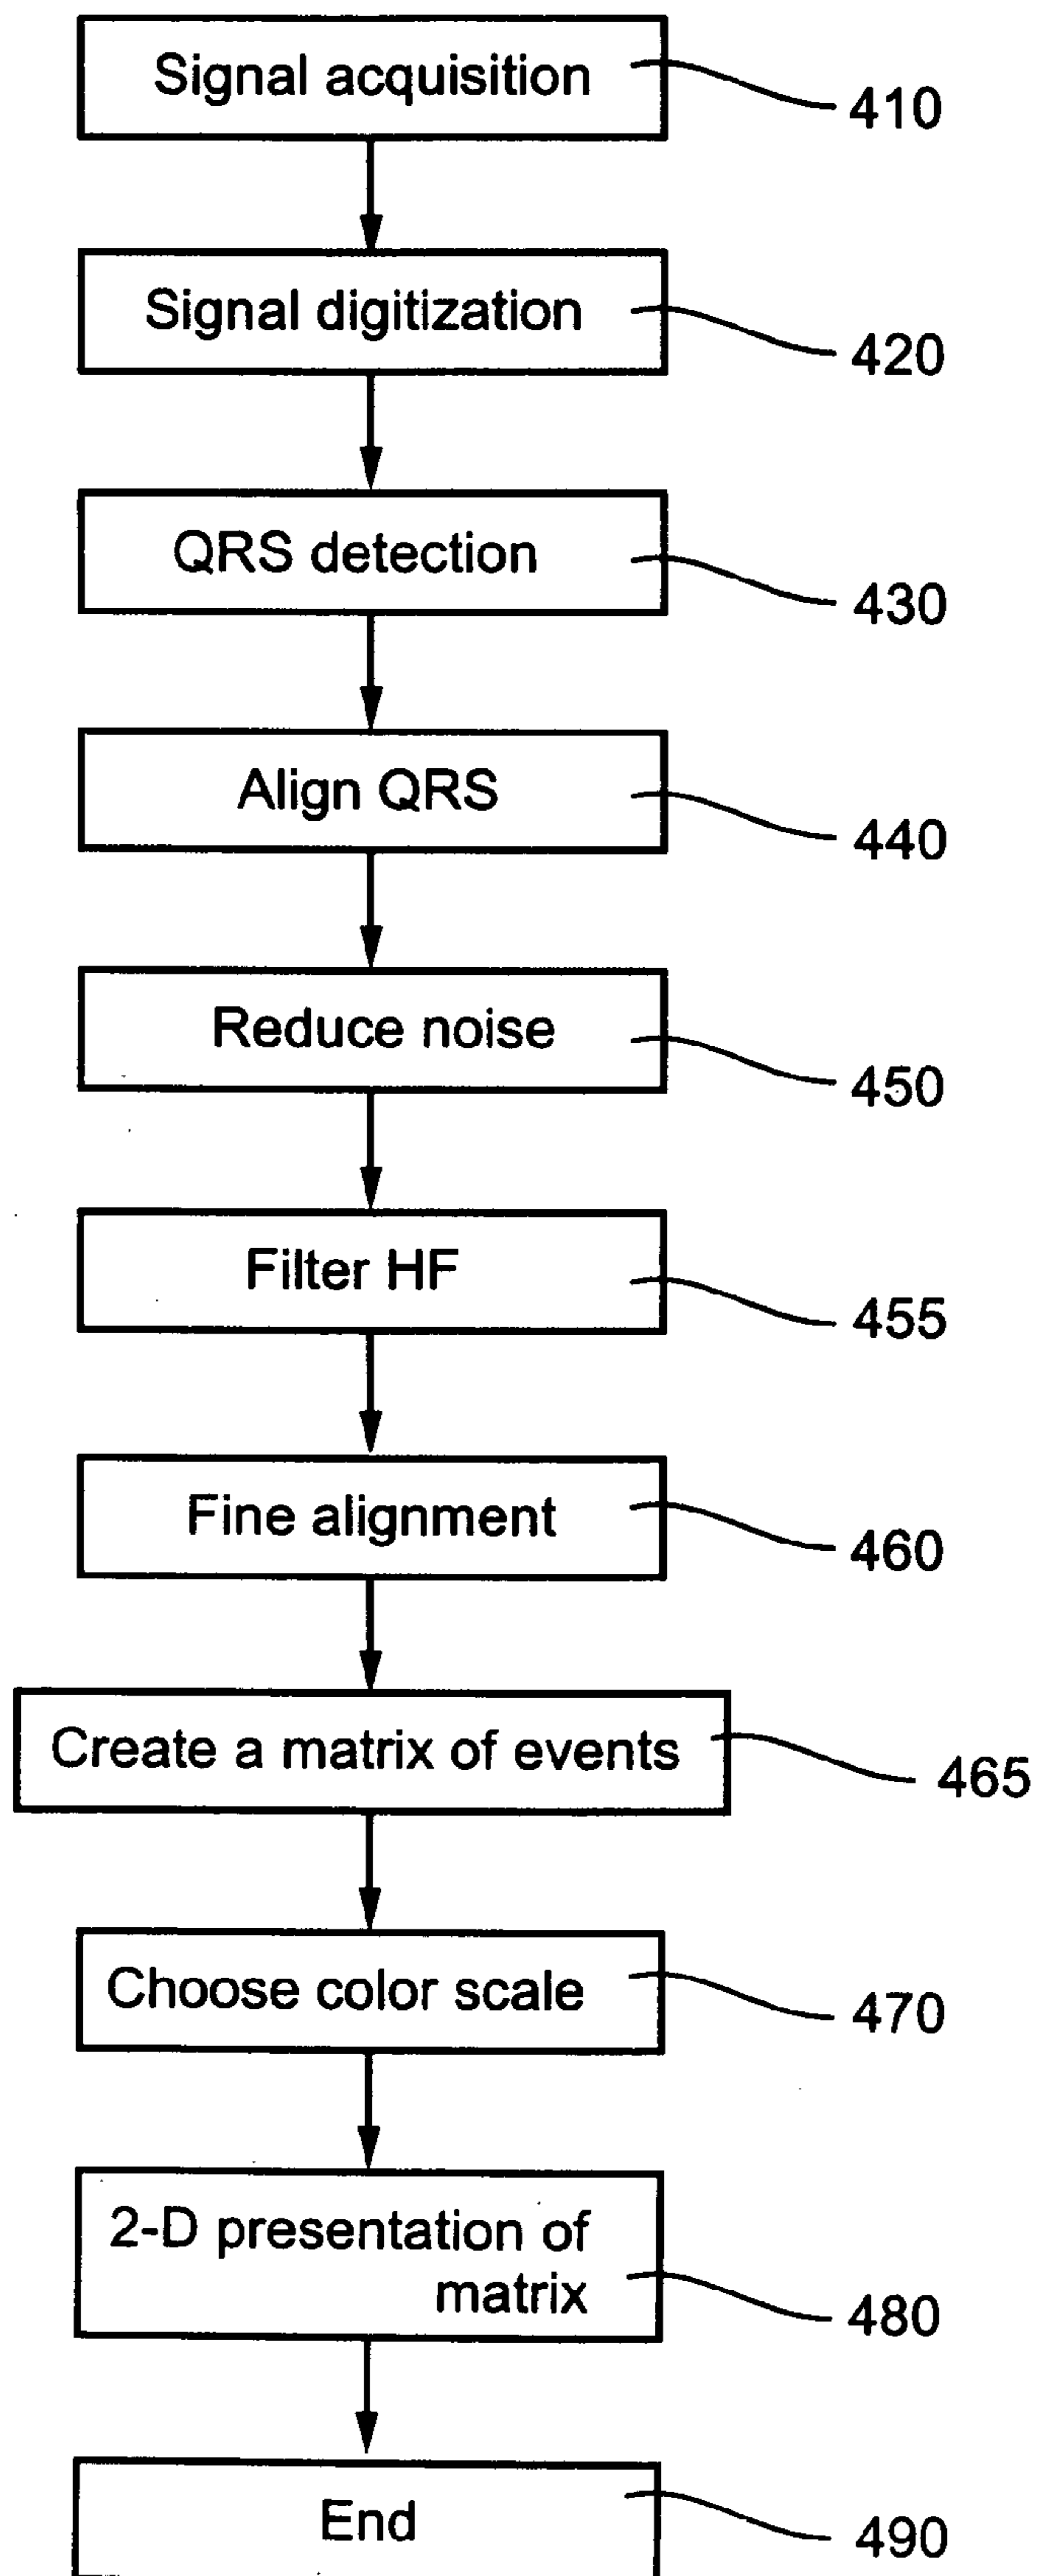 Signal acquisition
410
Signal digitization
420
QRS detection
430
Align QRS
440
Reduce noise
450
Filter HF
455
Fine alignment
460
Create a matrix of events
465
Choose color scale
470
2-D presentation of
matrix
480
End
490